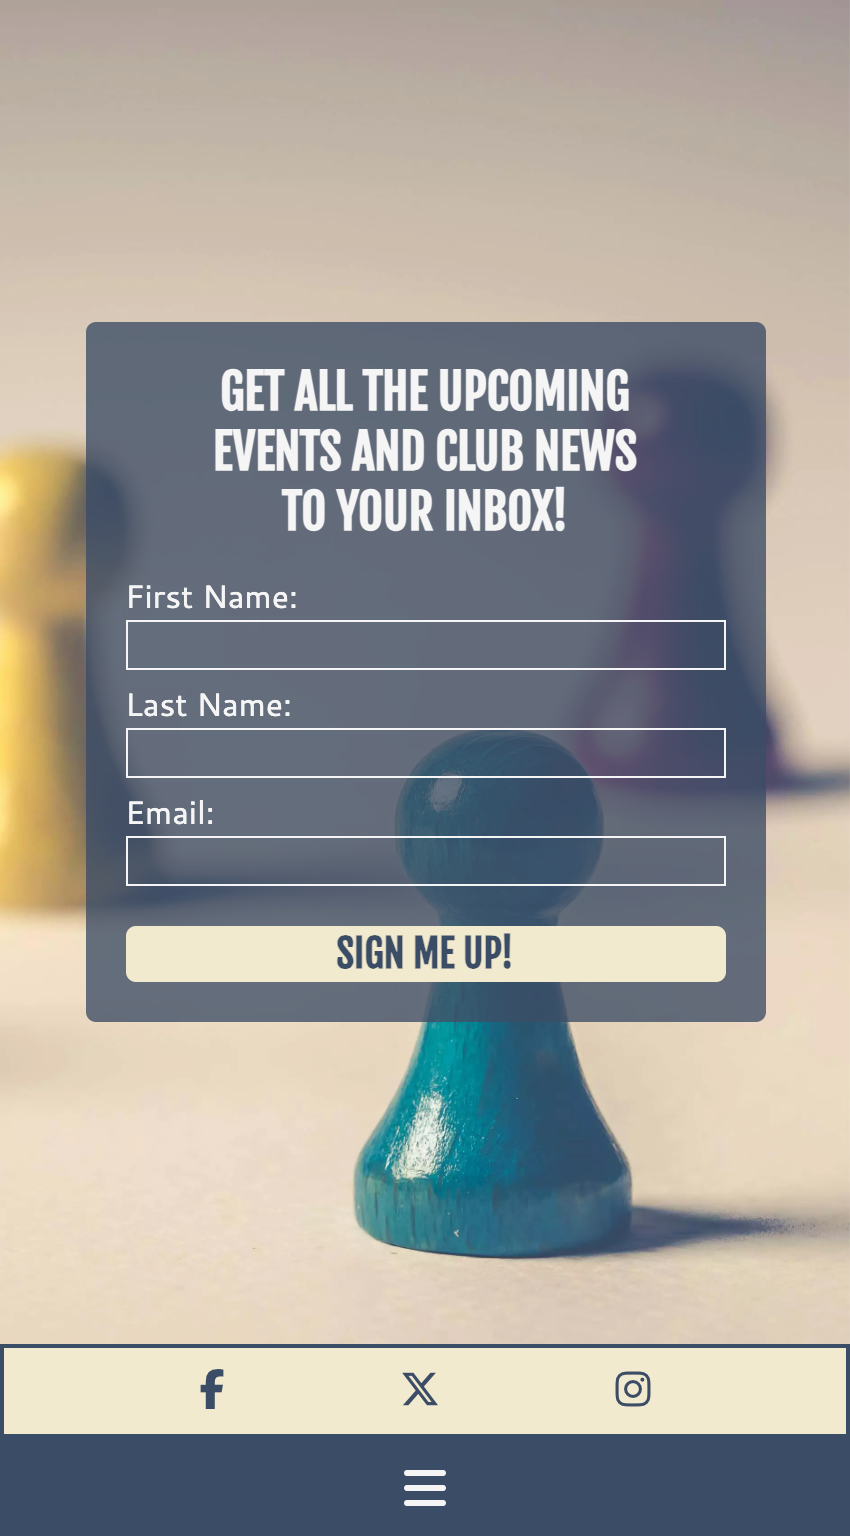 GET ALL THE UPCOMING
EVENTS AND CLUB NEWS
TO YOUR INBOX!
First Name:
Last Name:
Email:
SIGN ME UP!